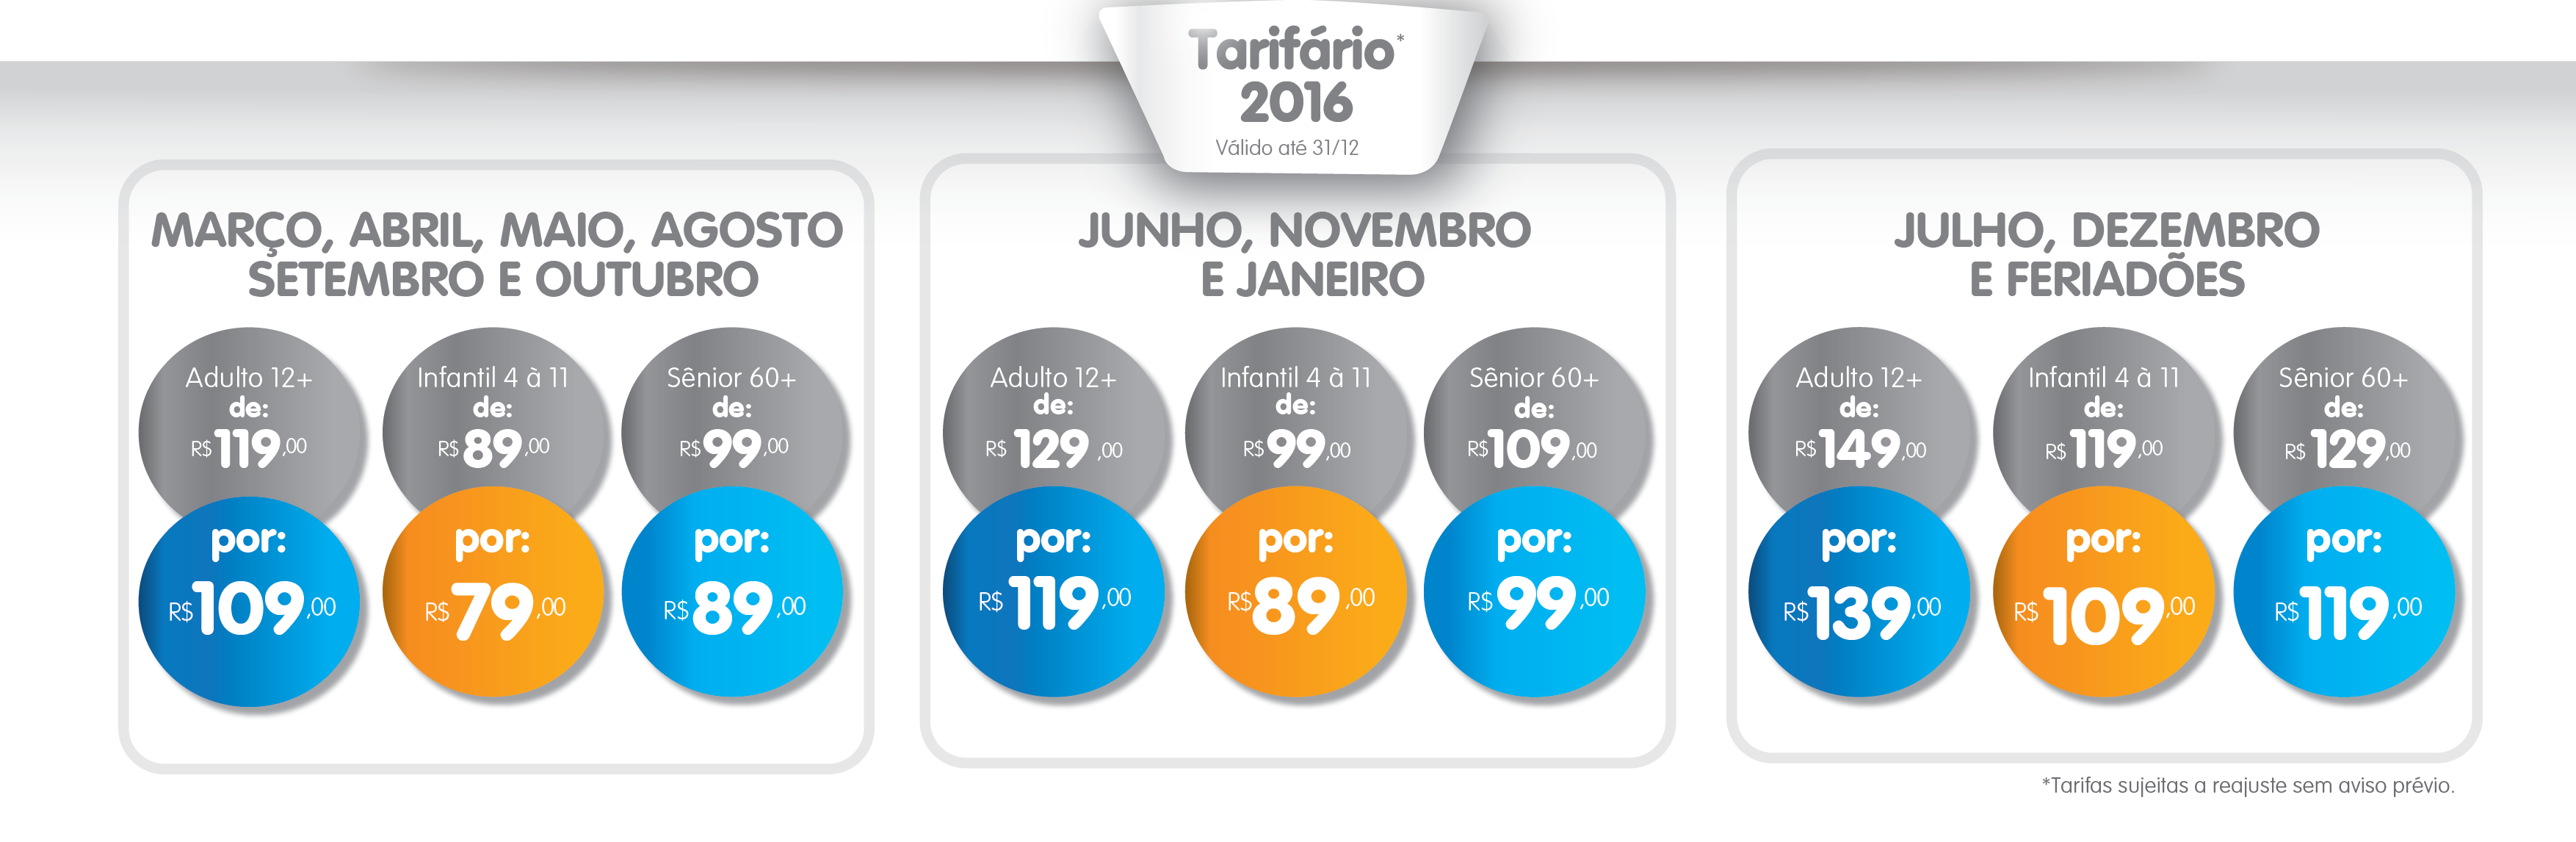 Tarifário*
2016
Válido até 31/12
MARÇO, ABRIL, MAIO, AGOSTO
SETEMBRO E OUTUBRO
Adulto 12+
de:
R$119,00
por:
R$109,00
Infantil 4 à 11
de:
R$89,00
por:
R$79,00
Sênior 60+
de:
R$99,00
por:
R$89,00
JUNHO, NOVEMBRO
E JANEIRO
Adulto 12+
de:
R$ 129,00
por:
R$ 119,00
Infantil 4 à 11
de:
R$99,00
por:
R$89,00
Sênior 60+
de:
R$109,00
por:
R$99,00
JULHO, DEZEMBRO
E FERIADÕES
Adulto 12+
de:
R$149,00
por:
R$139,00
Infantil 4 à 11
de:
R$119,00
por:
R$109,00
Sênior 60+
de:
R$129,00
por:
R$119,00
*Tarifas sujeitas a reajuste sem aviso prévio.